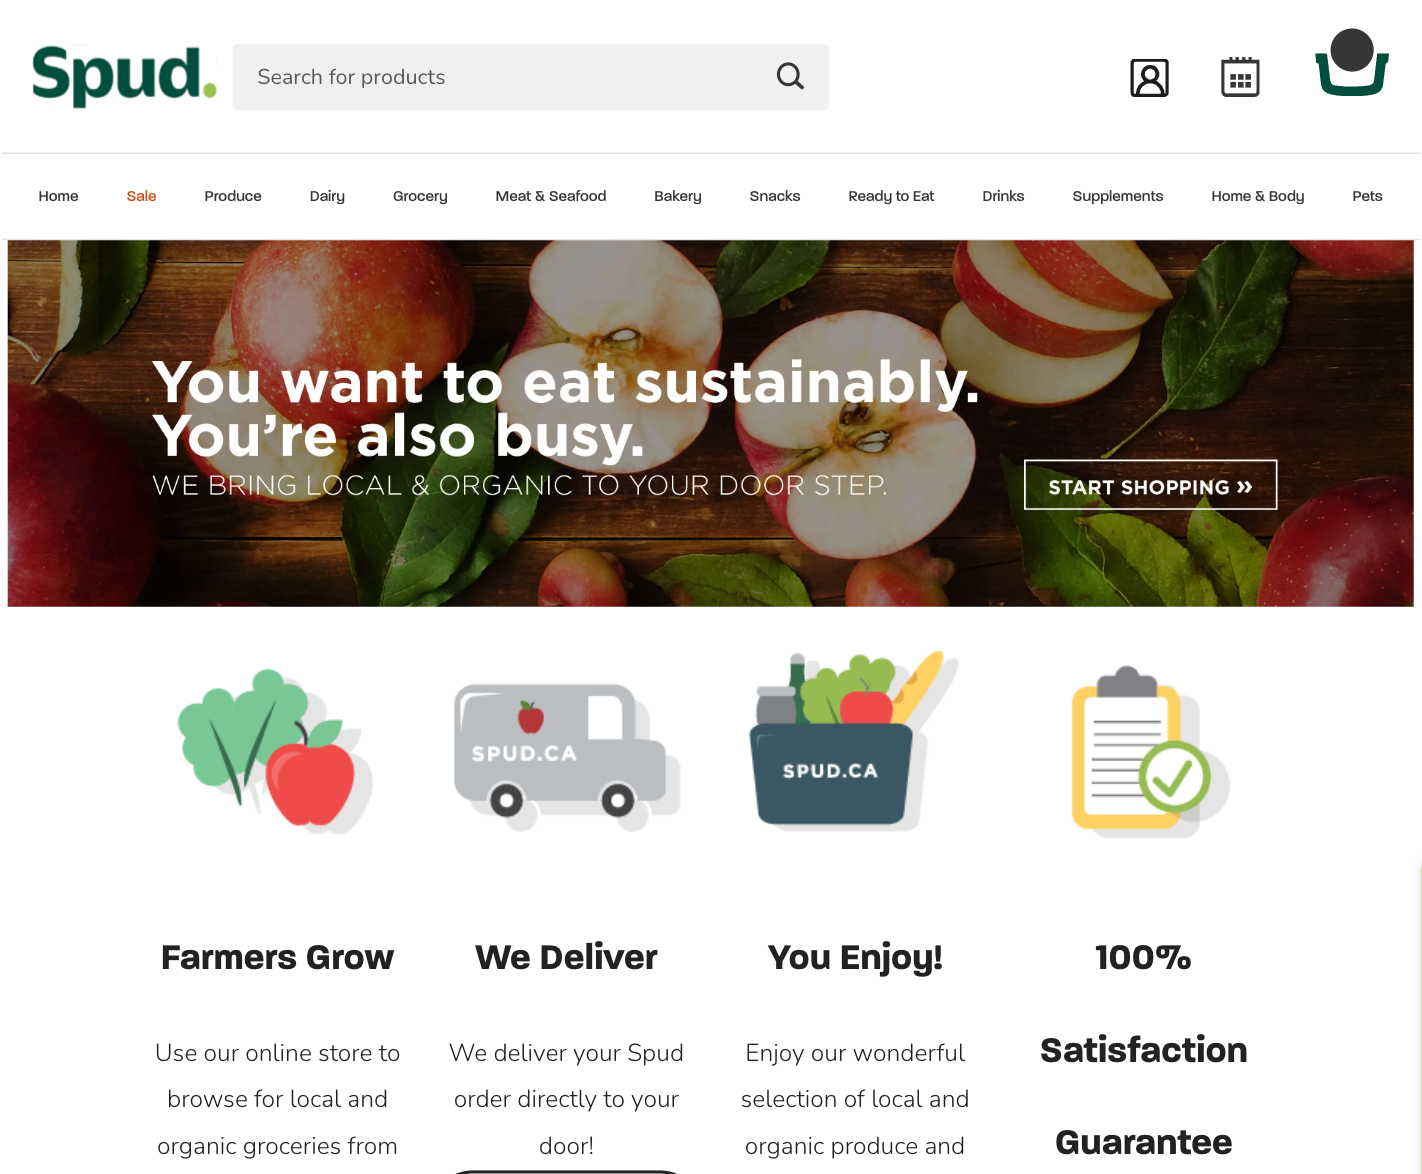 Spud.
Search for products
Home Sale Produce Dairy Grocery Meat & Seafood Bakery Snacks Ready to Eat Drinks Supplements Home & Body Pets
You want to eat sustainably.
You're also busy.
WE BRING LOCAL & ORGANIC TO YOUR DOOR STEP.
START SHOPPING »
SPUD.CA
SPUD.CA
Farmers Grow
Use our online store to
browse for local and
organic groceries from
We Deliver
We deliver your Spud
order directly to your
door!
You Enjoy!
Enjoy our wonderful
selection of local and
organic produce and
100%
Satisfaction
Guarantee